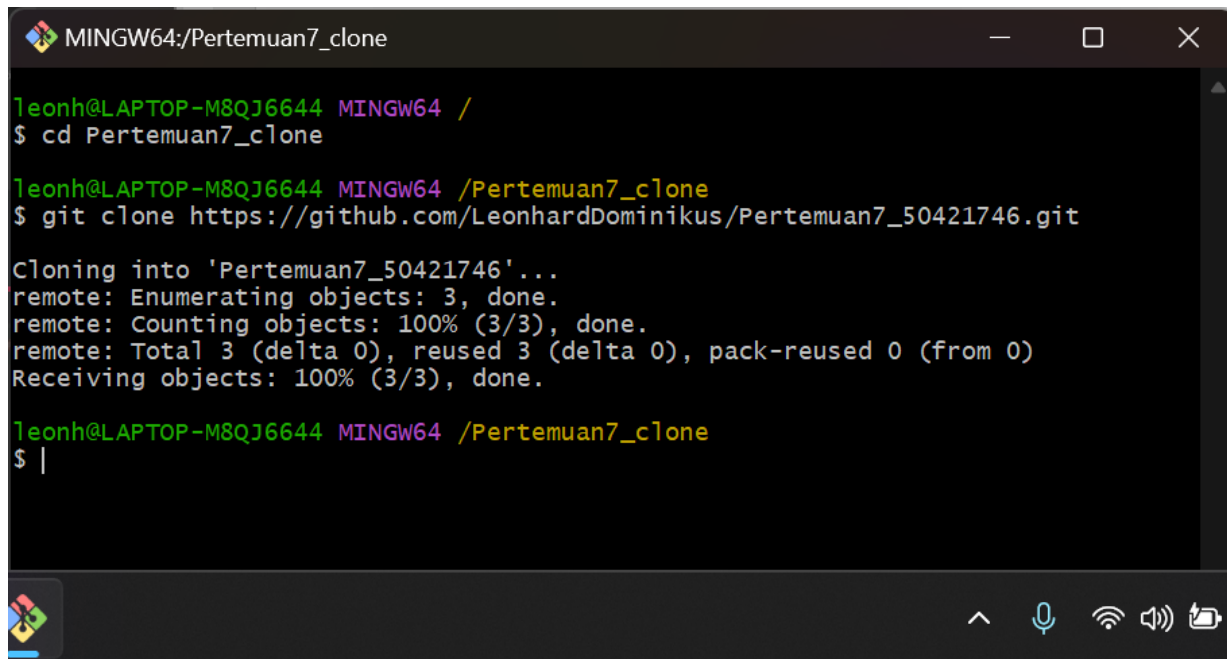 MINGW64:/Pertemuan7_clone
leonh@LAPTOP-M8QJ6644 MINGW64 /
$ cd Pertemuan7_clone
leonh@LAPTOP-M8QJ6644 MINGW64 /Pertemuan7_clone
$ git clone https://github.com/LeonhardDominikus/Pertemuan7_50421746.git
Cloning into 'Pertemuan7_50421746'...
remote: Enumerating objects: 3, done.
remote: Counting objects: 100% (3/3), done.
remote: Total 3 (delta 0), reused 3 (delta 0), pack-reused 0 (from 0)
Receiving objects: 100% (3/3), done.
leonh@LAPTOP-M8QJ6644 MINGW64 /Pertemuan7_clone
$